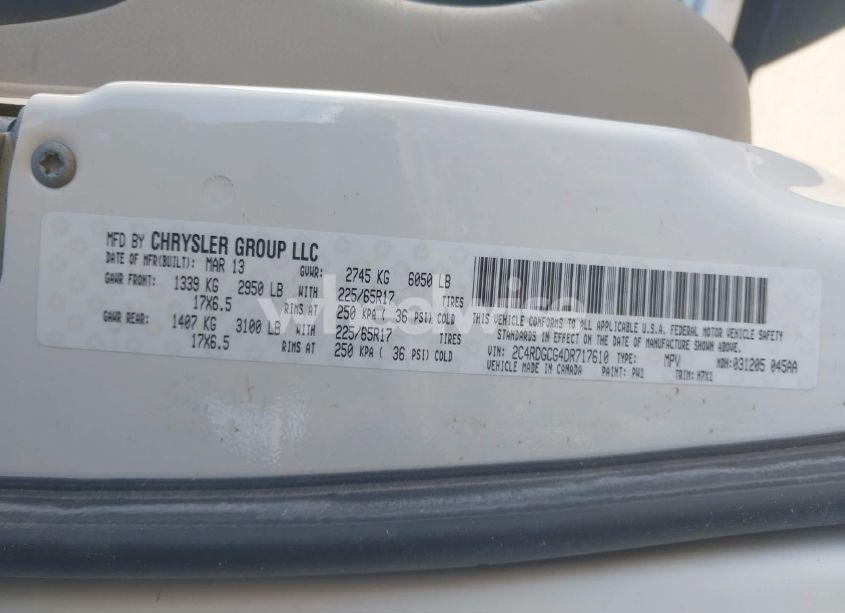 MFD BY CHRYSLER GROUP LLC
DATE OF MFR(BUILT): MAR 13 GVWR: 2745 KG 6050 LB
GAWR FRONT: 1339 KG 2950 LB WITH 225/65R17 TIRES
17X6.5 RIMS AT 250 KPA ( 36 PSI) COLD
GAWR REAR: 1407 KG 3100 LB WITH 225/65R17 TIRES
17X6.5 RIMS AT 250 KPA ( 36 PSI) COLD
THIS VEHICLE CONFORMS TO ALL APPLICABLE U.S.A. FEDERAL MOTOR VEHICLE SAFETY
STANDARDS IN EFFECT ON THE DATE OF MANUFACTURE SHOWN ABOVE.
VIN: 2C4RDGCG4DR717610 TYPE: MPV MDH:031205 045AA
VEHICLE MADE IN CANADA PAINT: PW1 TRIM: H7X1